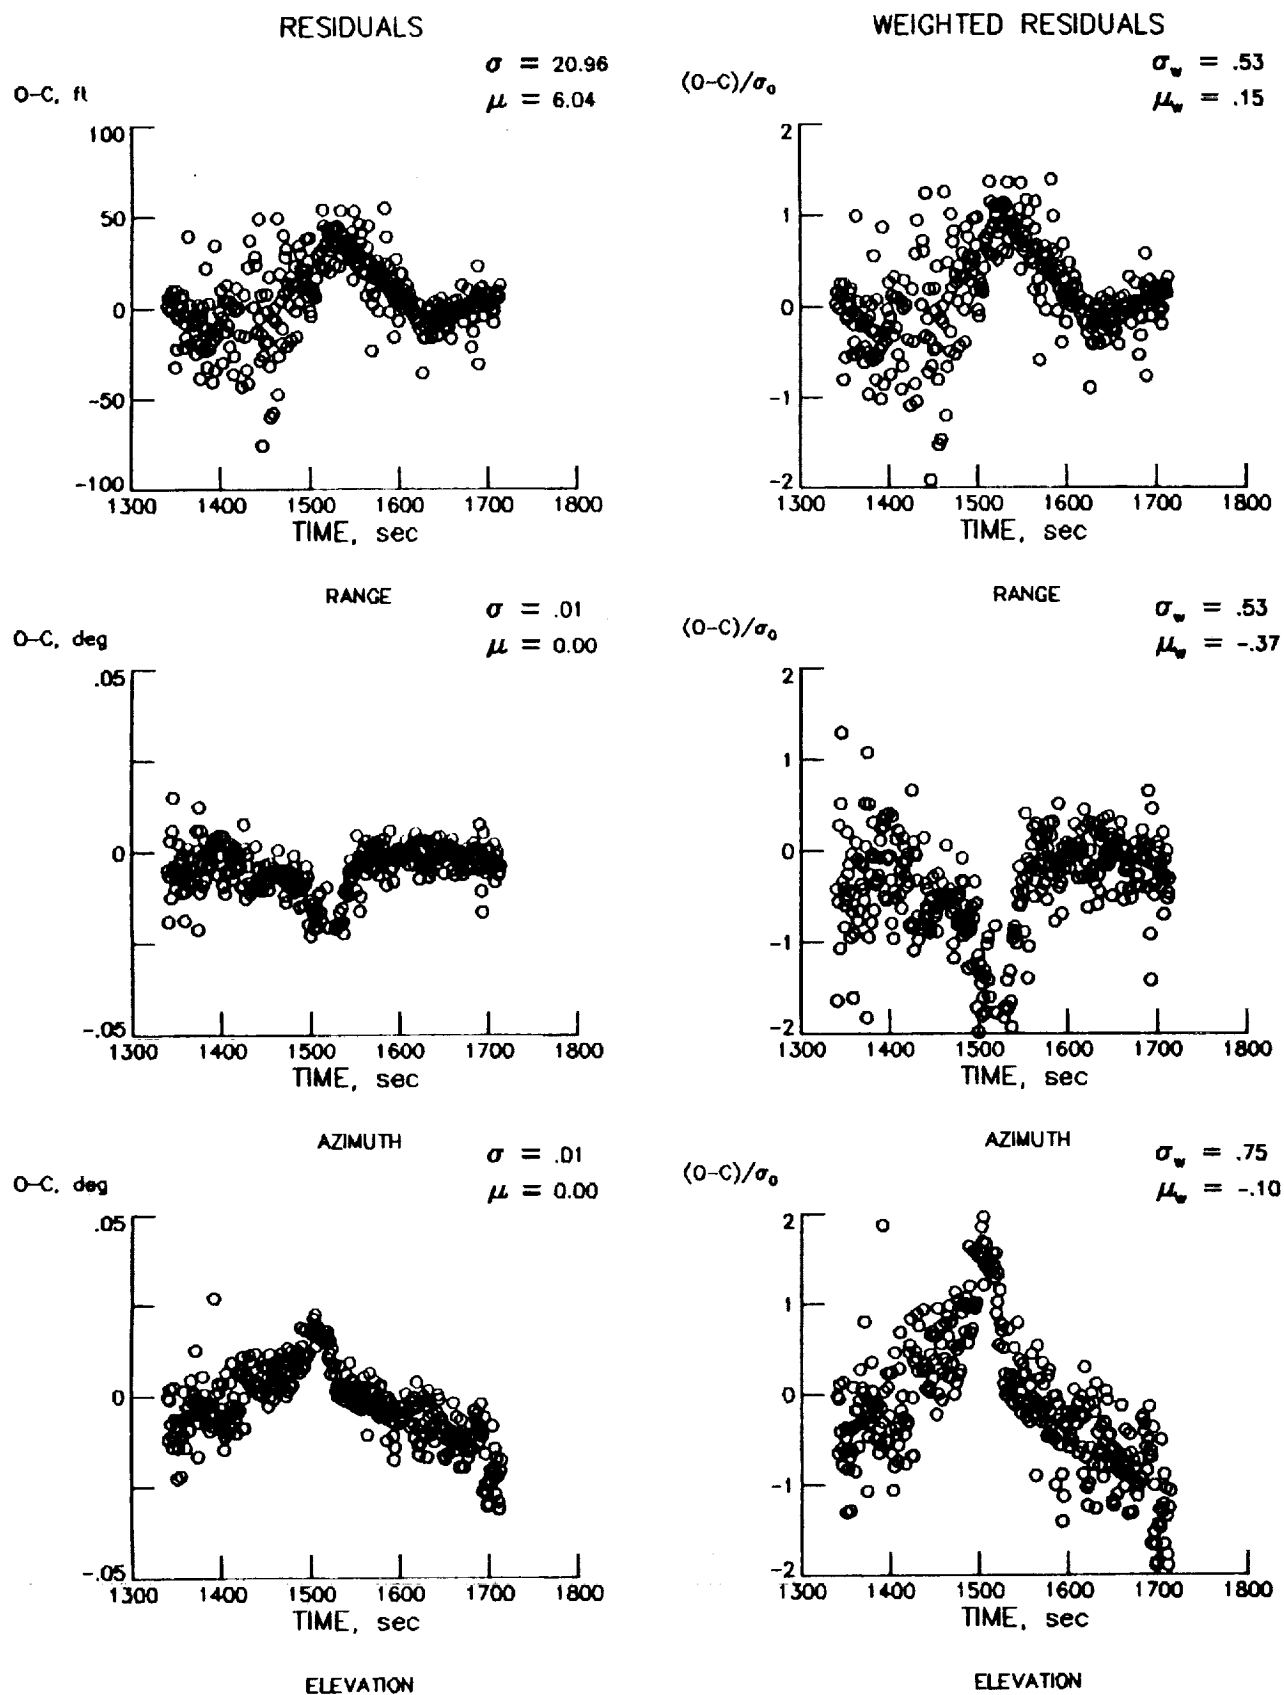 RESIDUALS
σ = 20.96
O-C, ft
μ = 6.04
100
50
0
-50
-100
1300 1400 1500 1600 1700 1800
TIME, sec
RANGE
WEIGHTED RESIDUALS
σw = .53
(O-C)/σo
μw = .15
2
1
0
-1
-2
1300 1400 1500 1600 1700 1800
TIME, sec
RANGE
σ = .01
O-C, deg
μ = 0.00
.05
0
-.05
1300 1400 1500 1600 1700 1800
TIME, sec
AZIMUTH
σw = .53
(O-C)/σo
μw = -.37
2
1
0
-1
-2
1300 1400 1500 1600 1700 1800
TIME, sec
AZIMUTH
σ = .01
O-C, deg
μ = 0.00
.05
0
-.05
1300 1400 1500 1600 1700 1800
TIME, sec
ELEVATION
σw = .75
(O-C)/σo
μw = -.10
2
1
0
-1
-2
1300 1400 1500 1600 1700 1800
TIME, sec
ELEVATION